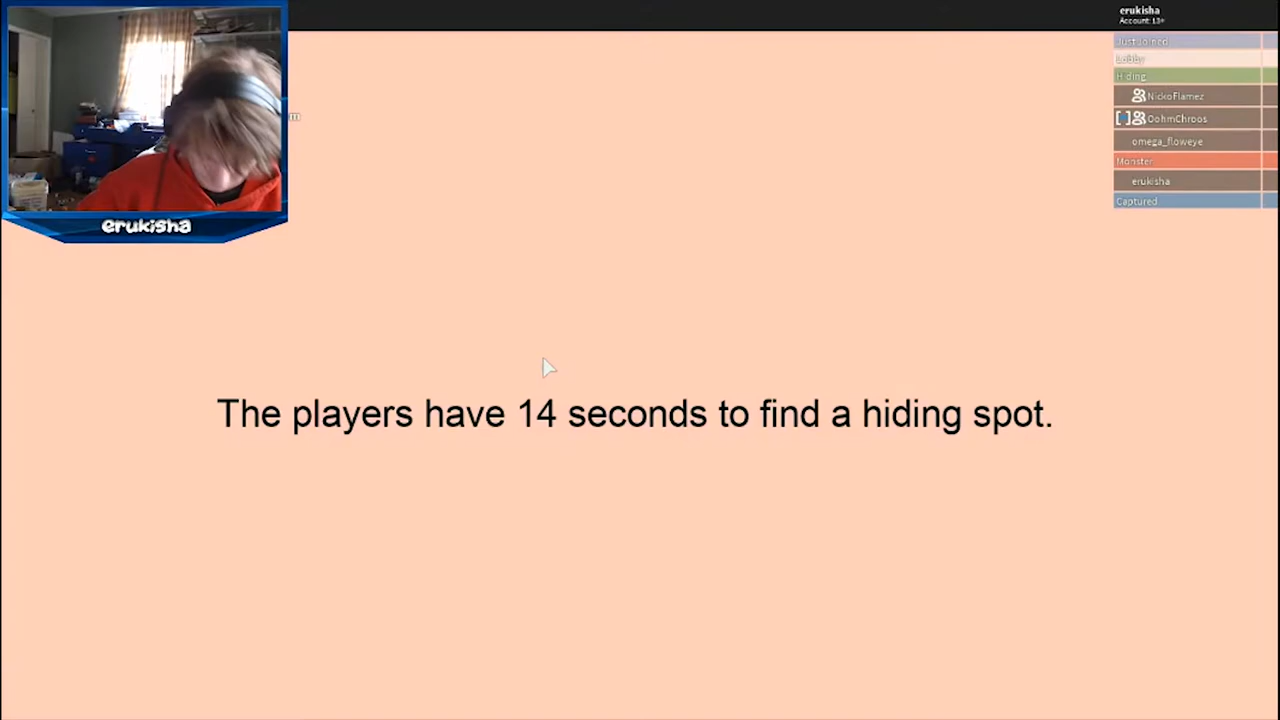 erukisha
Account: 13+
Just Joined
Lobby
Hiding
NickoFlamez
OohmChroos
omega_floweye
Monster
erukisha
Captured
erukisha
The players have 14 seconds to find a hiding spot.